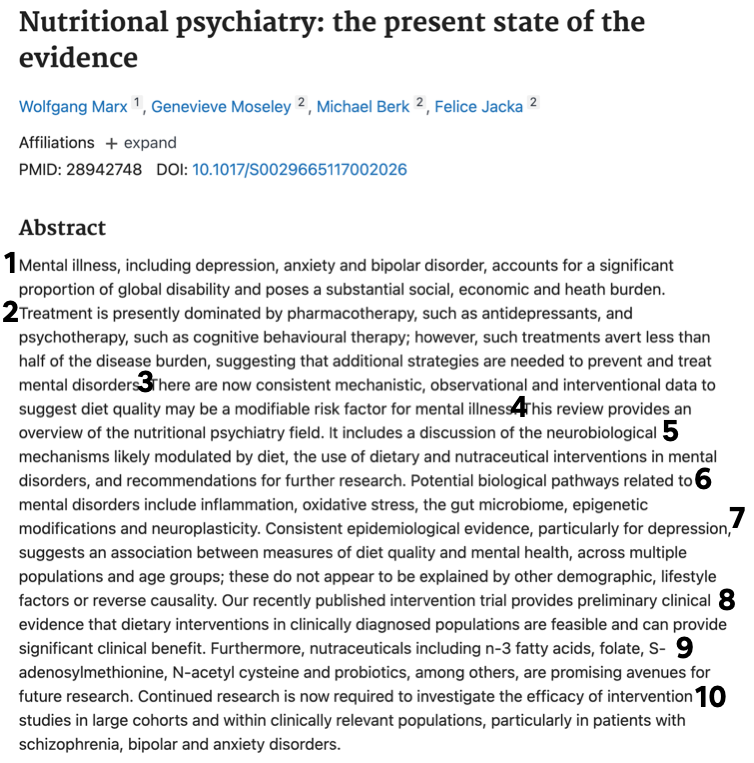 Nutritional psychiatry: the present state of the
evidence
Wolfgang Marx 1, Genevieve Moseley 2, Michael Berk 2, Felice Jacka 2
Affiliations + expand
PMID: 28942748 DOI: 10.1017/S0029665117002026
Abstract
1 Mental illness, including depression, anxiety and bipolar disorder, accounts for a significant
proportion of global disability and poses a substantial social, economic and heath burden.
2 Treatment is presently dominated by pharmacotherapy, such as antidepressants, and
psychotherapy, such as cognitive behavioural therapy; however, such treatments avert less than
half of the disease burden, suggesting that additional strategies are needed to prevent and treat
mental disorders 3 There are now consistent mechanistic, observational and interventional data to
suggest diet quality may be a modifiable risk factor for mental illness 4 This review provides an
overview of the nutritional psychiatry field. It includes a discussion of the neurobiological 5
mechanisms likely modulated by diet, the use of dietary and nutraceutical interventions in mental
disorders, and recommendations for further research. Potential biological pathways related to 6
mental disorders include inflammation, oxidative stress, the gut microbiome, epigenetic
modifications and neuroplasticity. Consistent epidemiological evidence, particularly for depression, 7
suggests an association between measures of diet quality and mental health, across multiple
populations and age groups; these do not appear to be explained by other demographic, lifestyle
factors or reverse causality. Our recently published intervention trial provides preliminary clinical 8
evidence that dietary interventions in clinically diagnosed populations are feasible and can provide
significant clinical benefit. Furthermore, nutraceuticals including n-3 fatty acids, folate, S- 9
adenosylmethionine, N-acetyl cysteine and probiotics, among others, are promising avenues for
future research. Continued research is now required to investigate the efficacy of intervention 10
studies in large cohorts and within clinically relevant populations, particularly in patients with
schizophrenia, bipolar and anxiety disorders.